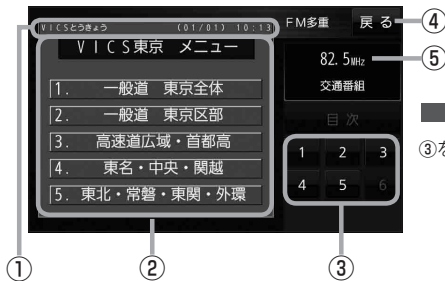 VICSとうきょう (01/01) 10:13 FM多重 戻る ④
VICS東京 メニュー
82.5MHz ⑤
交通番組
1. 一般道 東京全体
2. 一般道 東京区部
3. 高速道広域・首都高
4. 東名・中央・関越
5. 東北・常磐・東関・外環
目次
1 2 3
4 5 6
③を
① ② ③